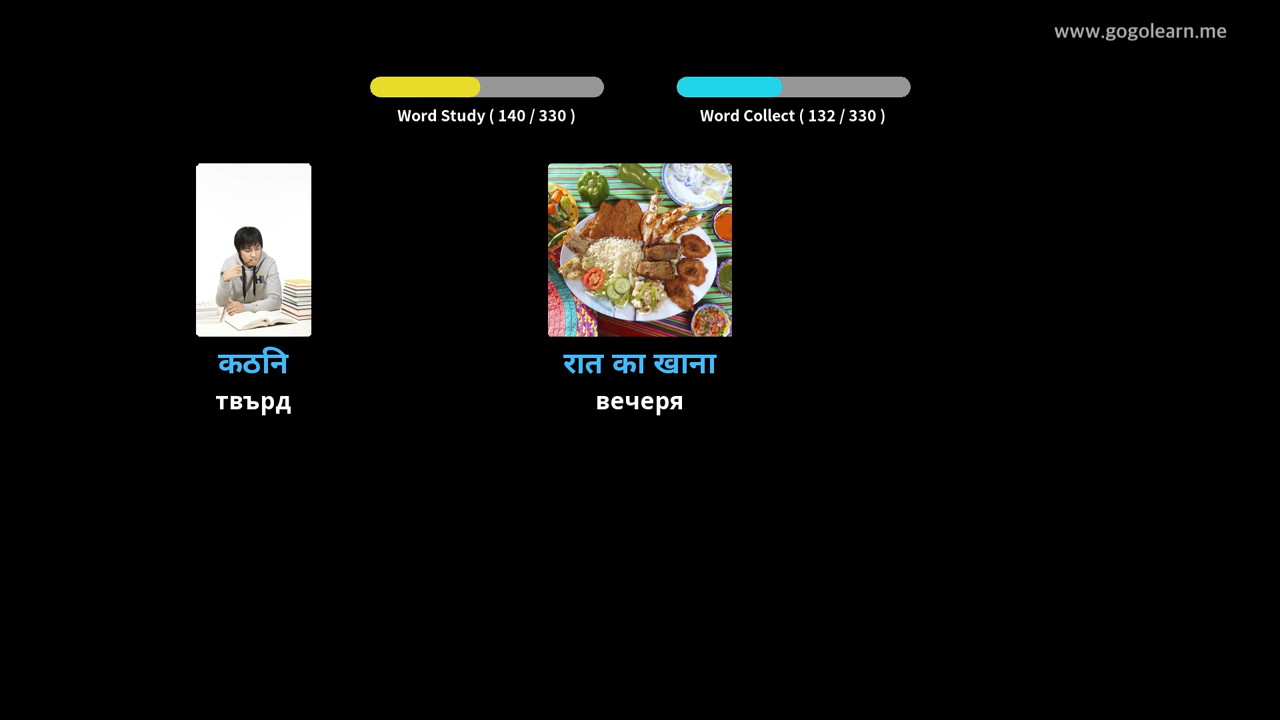 www.gogolearn.me
Word Study ( 140 / 330 )
Word Collect ( 132 / 330 )
कठनि
твърд
रात का खाना
вечеря